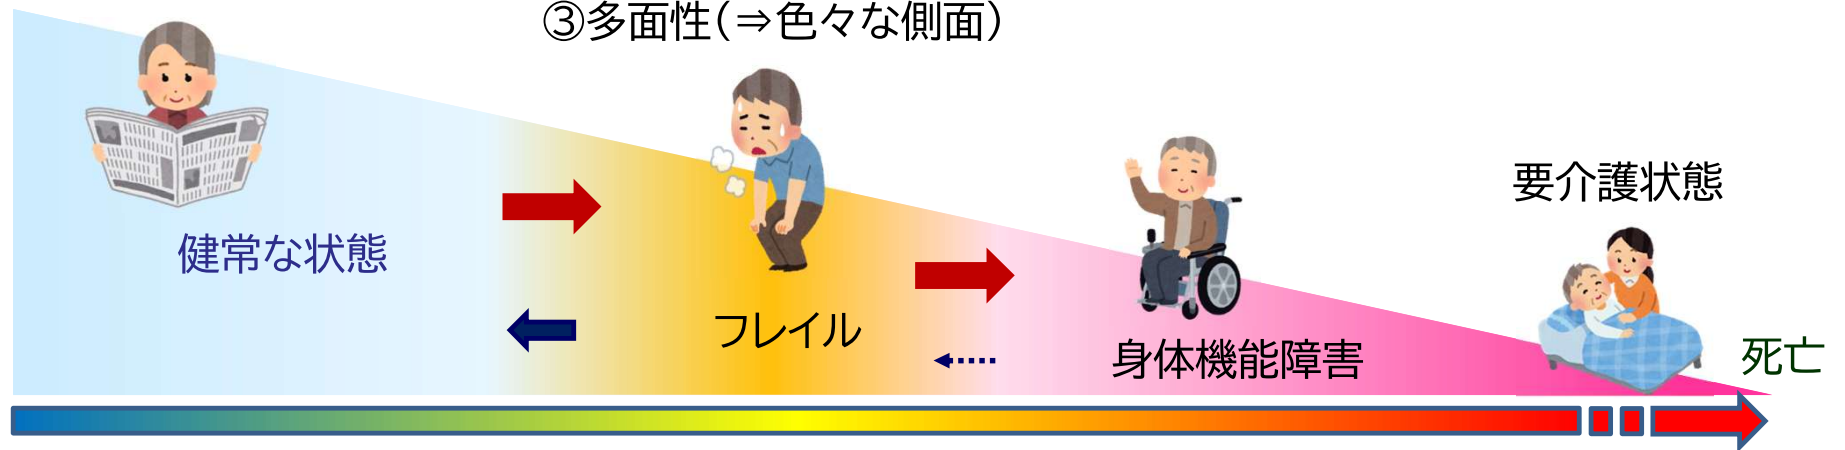 ③多面性(⇒色々な側面)
健常な状態
フレイル
身体機能障害
要介護状態
死亡